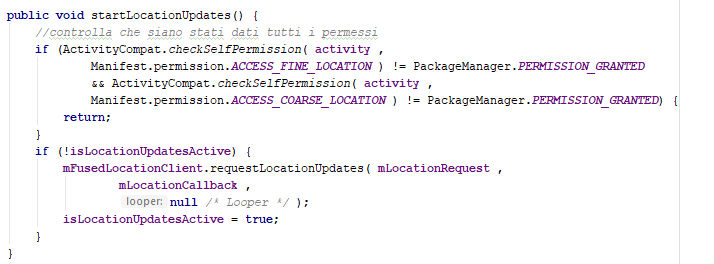 public void startLocationUpdates() {
//controlla che siano stati dati tutti i permessi
if (ActivityCompat.checkSelfPermission( activity ,
Manifest.permission.ACCESS_FINE_LOCATION ) != PackageManager.PERMISSION_GRANTED
&& ActivityCompat.checkSelfPermission( activity ,
Manifest.permission.ACCESS_COARSE_LOCATION ) != PackageManager.PERMISSION_GRANTED) {
return;
}
if (!isLocationUpdatesActive) {
mFusedLocationClient.requestLocationUpdates( mLocationRequest ,
mLocationCallback ,
looper: null /* Looper */ );
isLocationUpdatesActive = true;
}
}